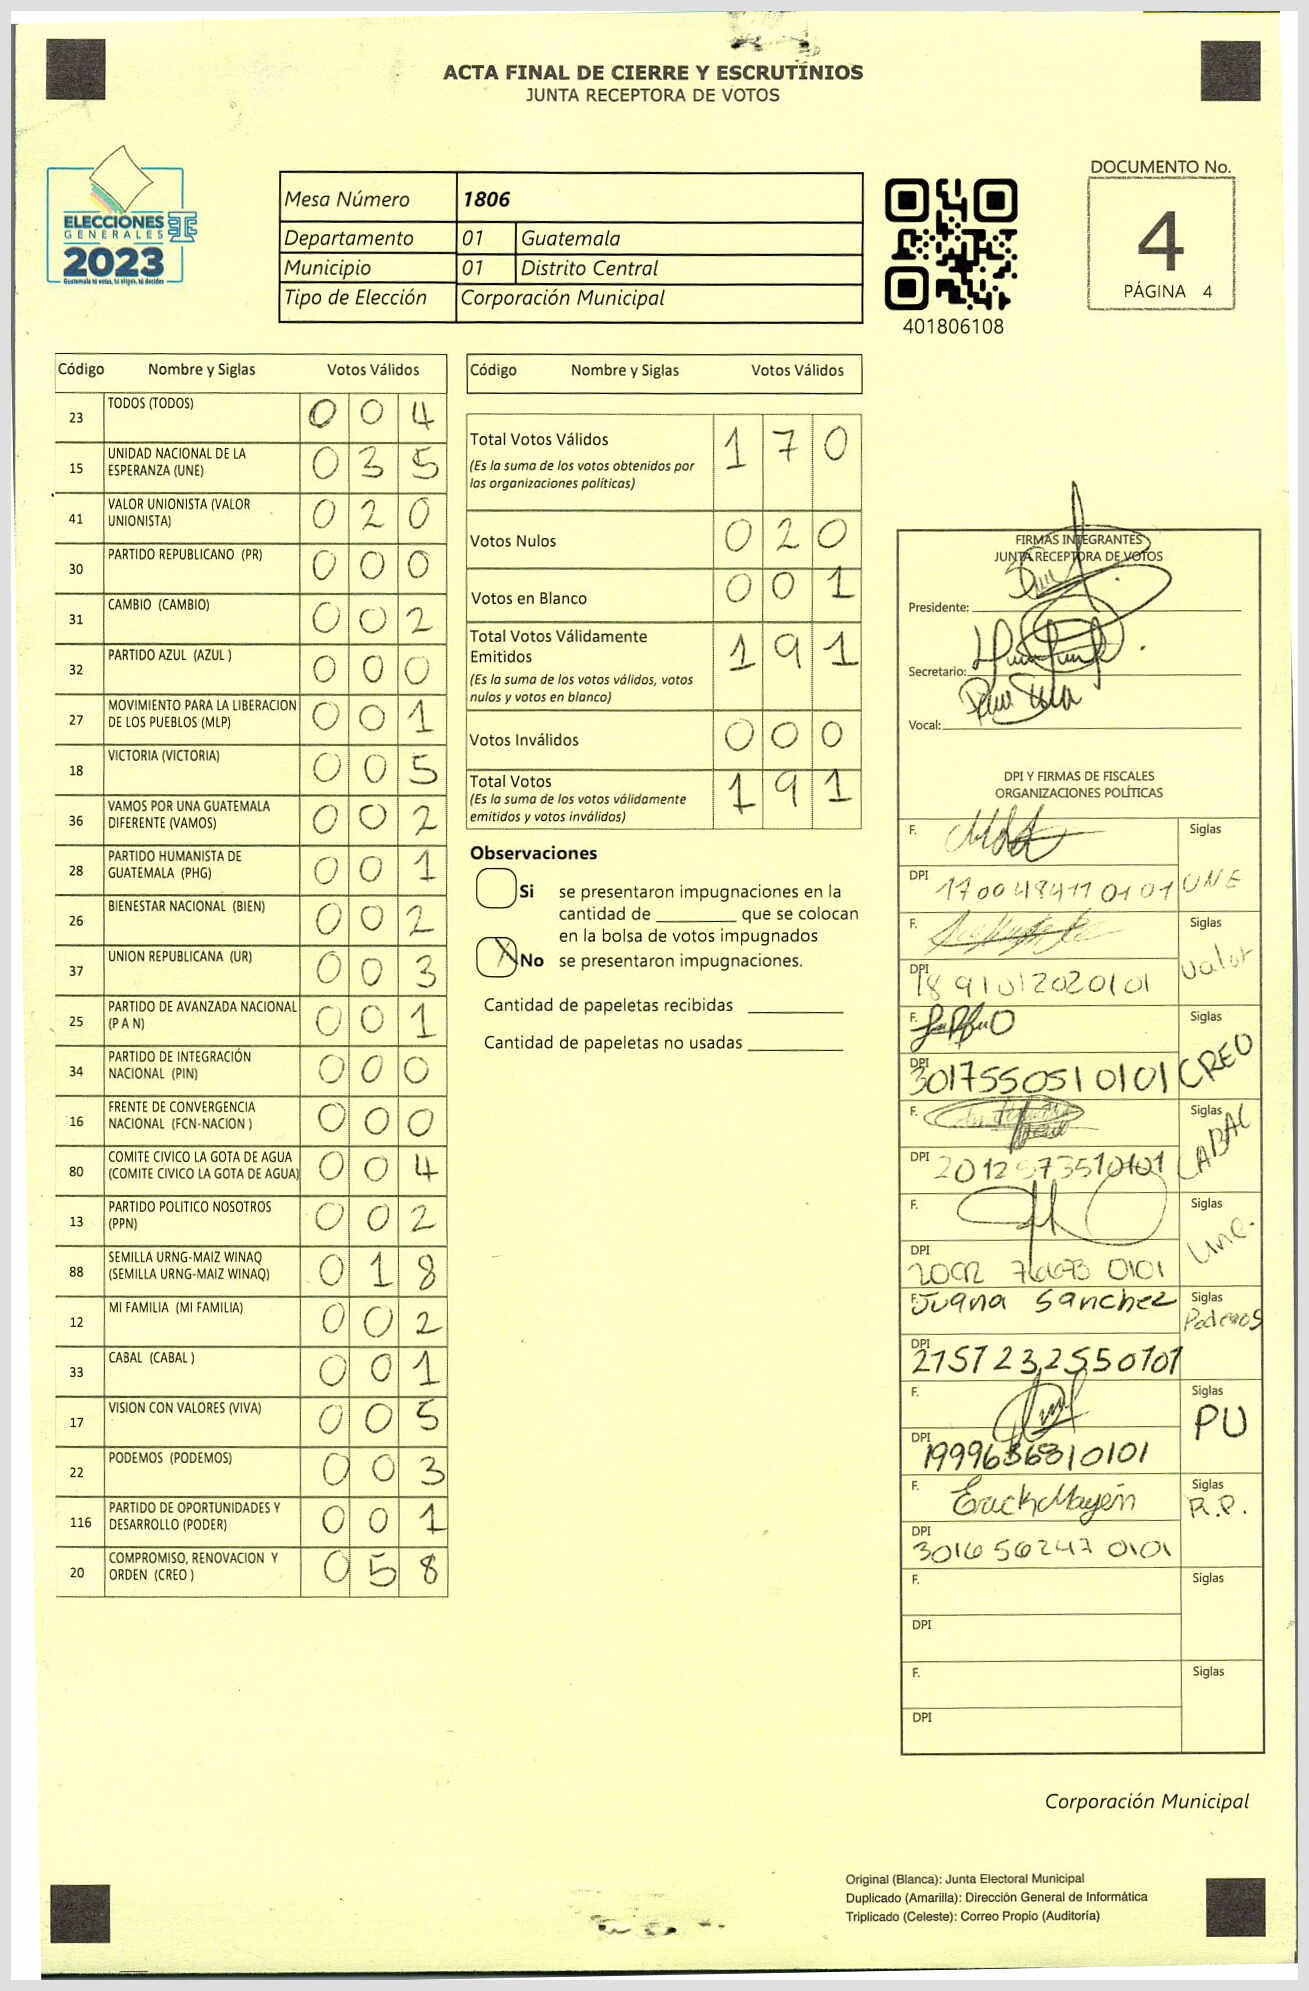 ACTA FINAL DE CIERRE Y ESCRUTINIOS
JUNTA RECEPTORA DE VOTOS
ELECCIONES
GENERALES
2023
Guatemala tú votas, tú eliges, tú decides
Mesa Número 1806
Departamento 01 Guatemala
Municipio 01 Distrito Central
Tipo de Elección Corporación Municipal
401806108
DOCUMENTO No.
4
PÁGINA 4
Código Nombre y Siglas Votos Válidos
23 TODOS (TODOS) 0 0 4
15 UNIDAD NACIONAL DE LA
ESPERANZA (UNE) 0 3 5
41 VALOR UNIONISTA (VALOR
UNIONISTA) 0 2 0
30 PARTIDO REPUBLICANO (PR) 0 0 0
31 CAMBIO (CAMBIO) 0 0 2
32 PARTIDO AZUL (AZUL ) 0 0 0
27 MOVIMIENTO PARA LA LIBERACION
DE LOS PUEBLOS (MLP) 0 0 1
18 VICTORIA (VICTORIA) 0 0 5
36 VAMOS POR UNA GUATEMALA
DIFERENTE (VAMOS) 0 0 2
28 PARTIDO HUMANISTA DE
GUATEMALA (PHG) 0 0 1
26 BIENESTAR NACIONAL (BIEN) 0 0 2
37 UNION REPUBLICANA (UR) 0 0 3
25 PARTIDO DE AVANZADA NACIONAL
(P A N) 0 0 1
34 PARTIDO DE INTEGRACIÓN
NACIONAL (PIN) 0 0 0
16 FRENTE DE CONVERGENCIA
NACIONAL (FCN-NACION ) 0 0 0
80 COMITE CIVICO LA GOTA DE AGUA
(COMITE CIVICO LA GOTA DE AGUA) 0 0 4
13 PARTIDO POLITICO NOSOTROS
(PPN) 0 0 2
88 SEMILLA URNG-MAIZ WINAQ
(SEMILLA URNG-MAIZ WINAQ) 0 1 8
12 MI FAMILIA (MI FAMILIA) 0 0 2
33 CABAL (CABAL ) 0 0 1
17 VISION CON VALORES (VIVA) 0 0 5
22 PODEMOS (PODEMOS) 0 0 3
116 PARTIDO DE OPORTUNIDADES Y
DESARROLLO (PODER) 0 0 1
20 COMPROMISO, RENOVACION Y
ORDEN (CREO ) 0 5 8
Código Nombre y Siglas Votos Válidos
Total Votos Válidos 1 7 0
(Es la suma de los votos obtenidos por
las organizaciones políticas)
Votos Nulos 0 2 0
Votos en Blanco 0 0 1
Total Votos Válidamente
Emitidos 1 9 1
(Es la suma de los votos válidos, votos
nulos y votos en blanco)
Votos Inválidos 0 0 0
Total Votos 1 9 1
(Es la suma de los votos válidamente
emitidos y votos inválidos)
Observaciones
Si se presentaron impugnaciones en la
cantidad de ________ que se colocan
en la bolsa de votos impugnados
X No se presentaron impugnaciones.
Cantidad de papeletas recibidas
Cantidad de papeletas no usadas
FIRMAS INTEGRANTES
JUNTA RECEPTORA DE VOTOS
Presidente:
Secretario:
Vocal:
DPI Y FIRMAS DE FISCALES
ORGANIZACIONES POLÍTICAS
F. Siglas
DPI 1700484170101 UNE
F. Siglas
DPI 1891012020101 Valor
F. Siglas
DPI 3017550510101 CREO
F. Siglas
DPI 2012573510101 CABAL
F. Siglas
DPI 0101 Une.
F. Juana Sanchez Siglas
Podemos
DPI 2157232550101
F. Siglas
PU
DPI 1999636810101
F. Erick Mayén Siglas
R.P.
DPI 3016562470101
F. Siglas
DPI
F. Siglas
DPI
Corporación Municipal
Original (Blanca): Junta Electoral Municipal
Duplicado (Amarilla): Dirección General de Informática
Triplicado (Celeste): Correo Propio (Auditoría)